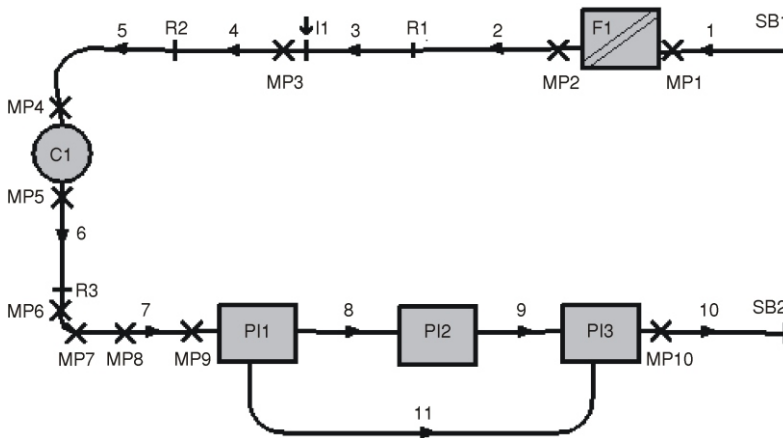 5 R2 4 I1 3 R1 2 F1 1 SB1
MP3 MP2 MP1
MP4
C1
MP5
6
R3
MP6 7 8 9 10 SB2
PI1 PI2 PI3
MP7 MP8 MP9 MP10
11